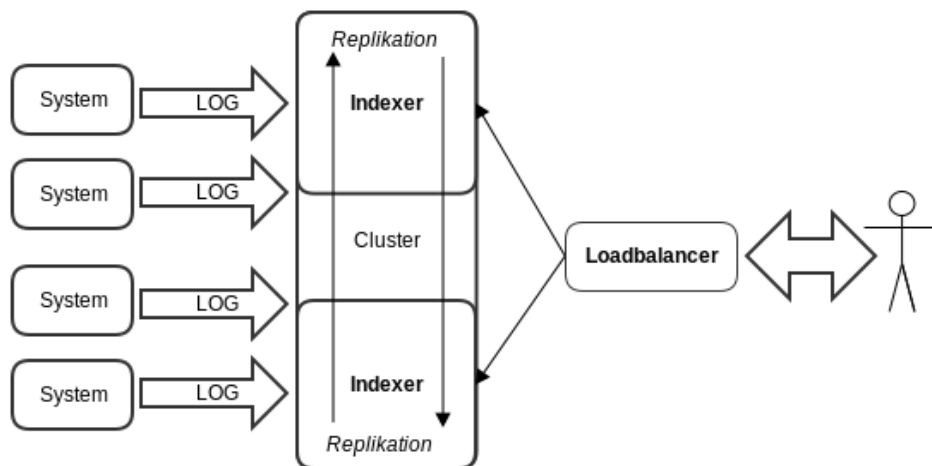 Replikation
System
LOG
Indexer
System
LOG
Cluster
Loadbalancer
System
LOG
System
LOG
Indexer
Replikation